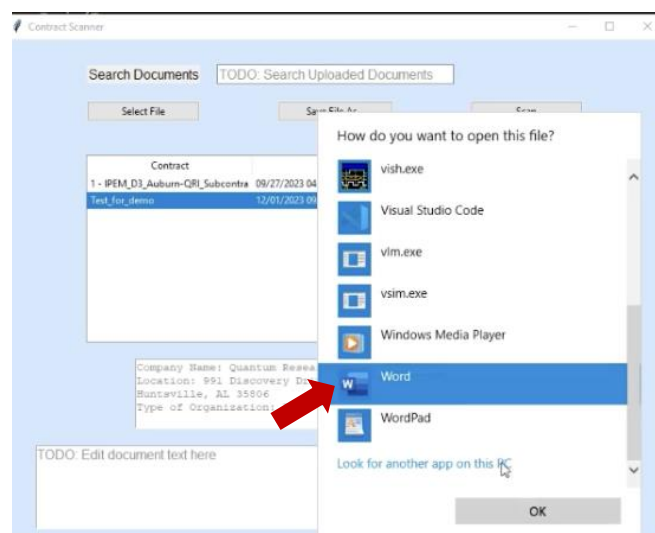 Contract Scanner
Search Documents
TODO: Search Uploaded Documents
Select File
Save File As
Scan
How do you want to open this file?
Contract
1 - IPEM_D3_Auburn-QRI_Subcontra 09/27/2023 04
Test_for_demo 12/01/2023 09
vish.exe
Visual Studio Code
vlm.exe
vsim.exe
Windows Media Player
Word
WordPad
Look for another app on this PC
OK
Company Name: Quantum Resea
Location: 991 Discovery Dr
Huntsville, AL 35806
Type of Organization:
TODO: Edit document text here